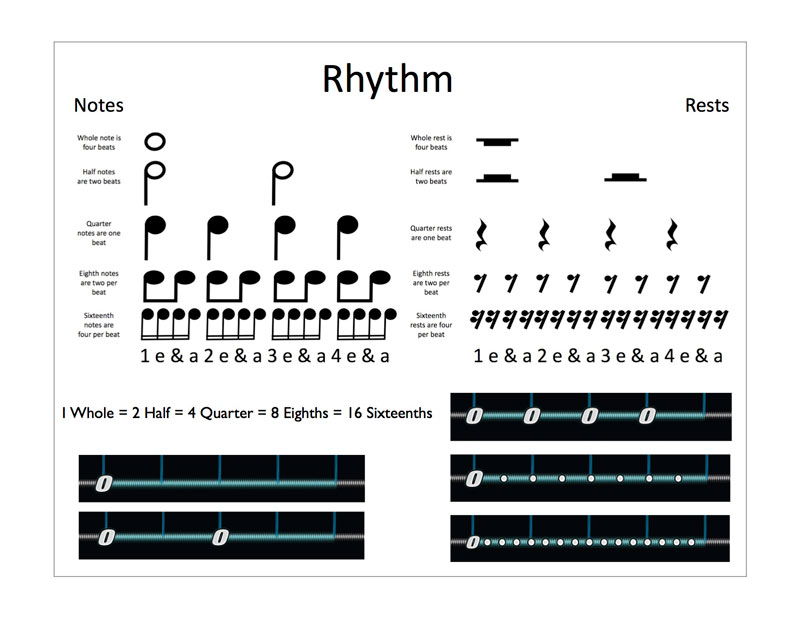 Rhythm
Notes
Rests
Whole note is
four beats
Half notes
are two beats
Quarter
notes are one
beat
Eighth notes
are two per
beat
Sixteenth
notes are
four per beat
1 e & a 2 e & a 3 e & a 4 e & a
Whole rest is
four beats
Half rests are
two beats
Quarter rests
are one beat
Eighth rests
are two per
beat
Sixteenth
rests are four
per beat
1 e & a 2 e & a 3 e & a 4 e & a
1 Whole = 2 Half = 4 Quarter = 8 Eighths = 16 Sixteenths
0 0 0 0
0
0
0 0
0